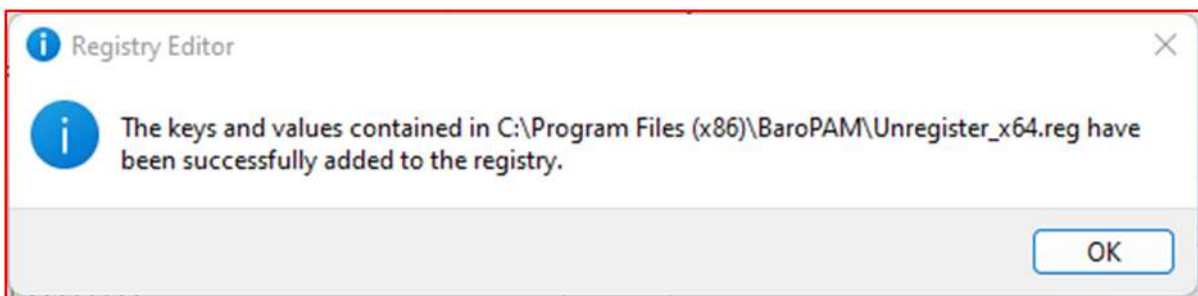 Registry Editor
The keys and values contained in C:\Program Files (x86)\BaroPAM\Unregister_x64.reg have
been successfully added to the registry.
OK